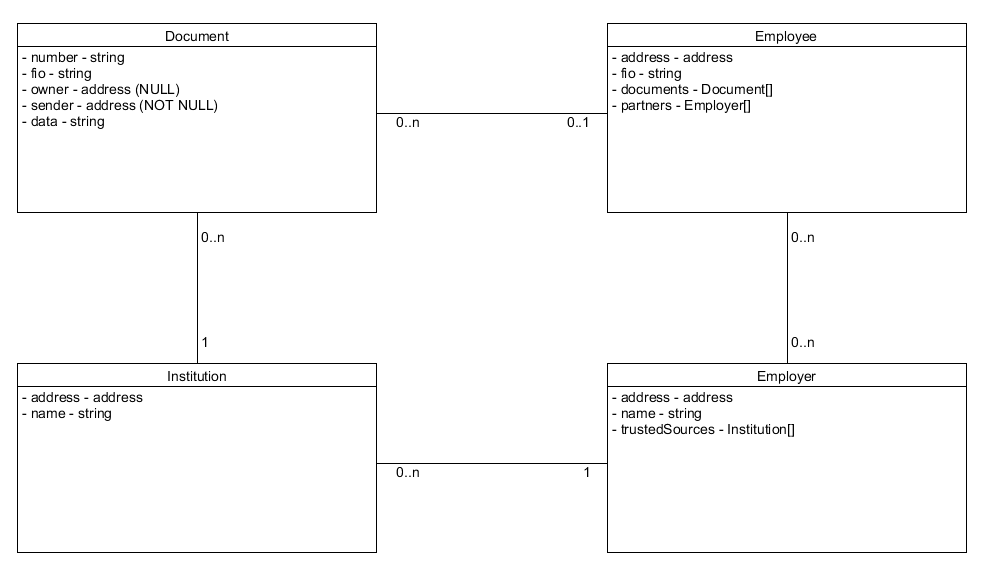 Document
- number - string
- fio - string
- owner - address (NULL)
- sender - address (NOT NULL)
- data - string
Employee
- address - address
- fio - string
- documents - Document[]
- partners - Employer[]
0..n
0..1
0..n
0..n
1
0..n
Institution
- address - address
- name - string
Employer
- address - address
- name - string
- trustedSources - Institution[]
0..n
1